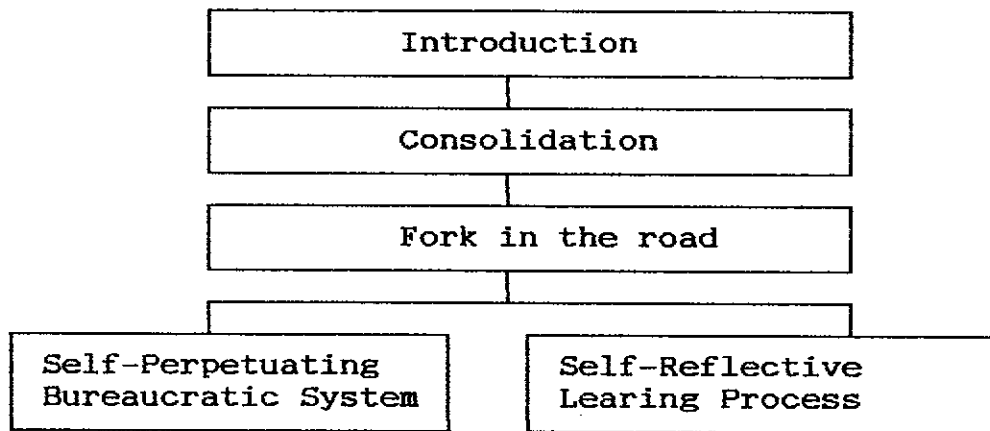 Introduction
Consolidation
Fork in the road
Self-Perpetuating
Bureaucratic System
Self-Reflective
Learing Process